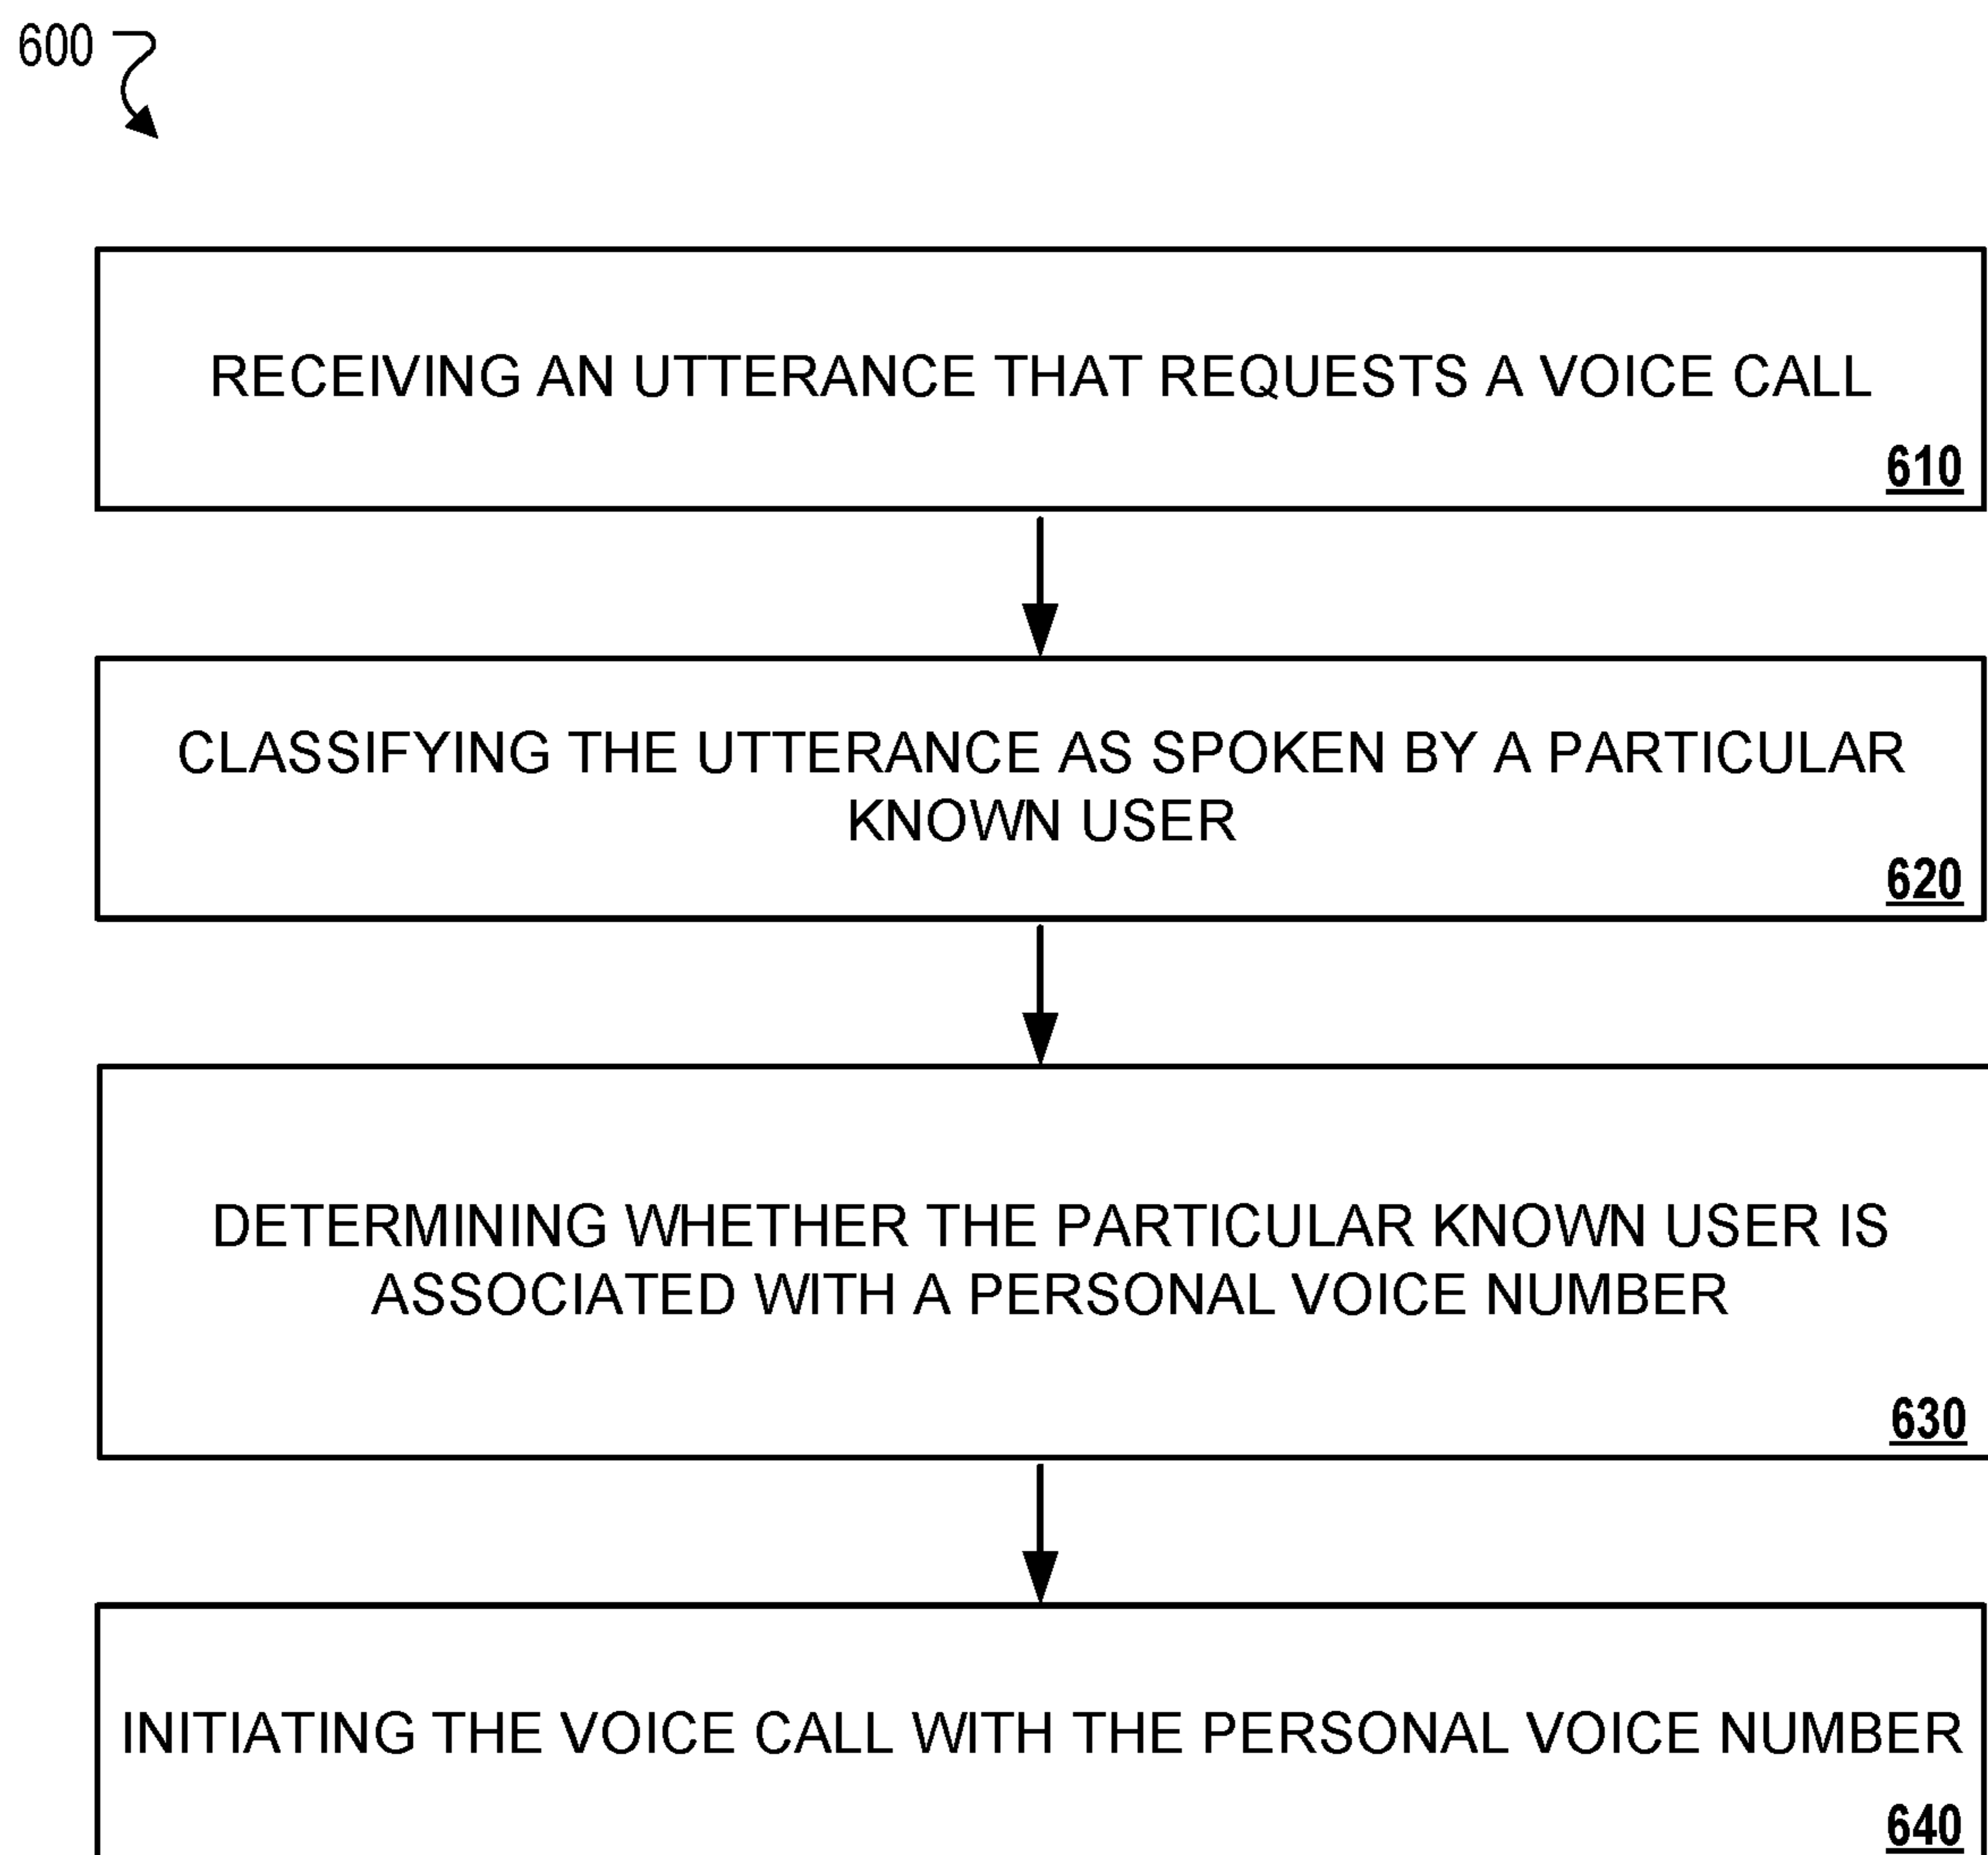 600
RECEIVING AN UTTERANCE THAT REQUESTS A VOICE CALL
610
CLASSIFYING THE UTTERANCE AS SPOKEN BY A PARTICULAR
KNOWN USER
620
DETERMINING WHETHER THE PARTICULAR KNOWN USER IS
ASSOCIATED WITH A PERSONAL VOICE NUMBER
630
INITIATING THE VOICE CALL WITH THE PERSONAL VOICE NUMBER
640